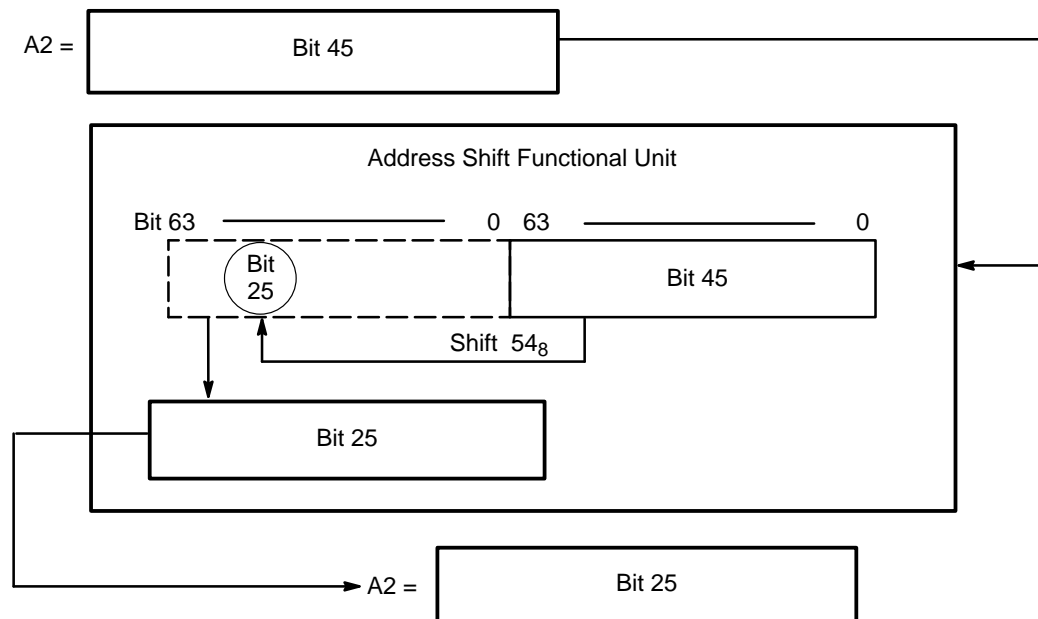 A2 =
Bit 45
Address Shift Functional Unit
Bit 63 0 63 0
Bit
25
Bit 45
Shift 54₈
Bit 25
A2 =
Bit 25